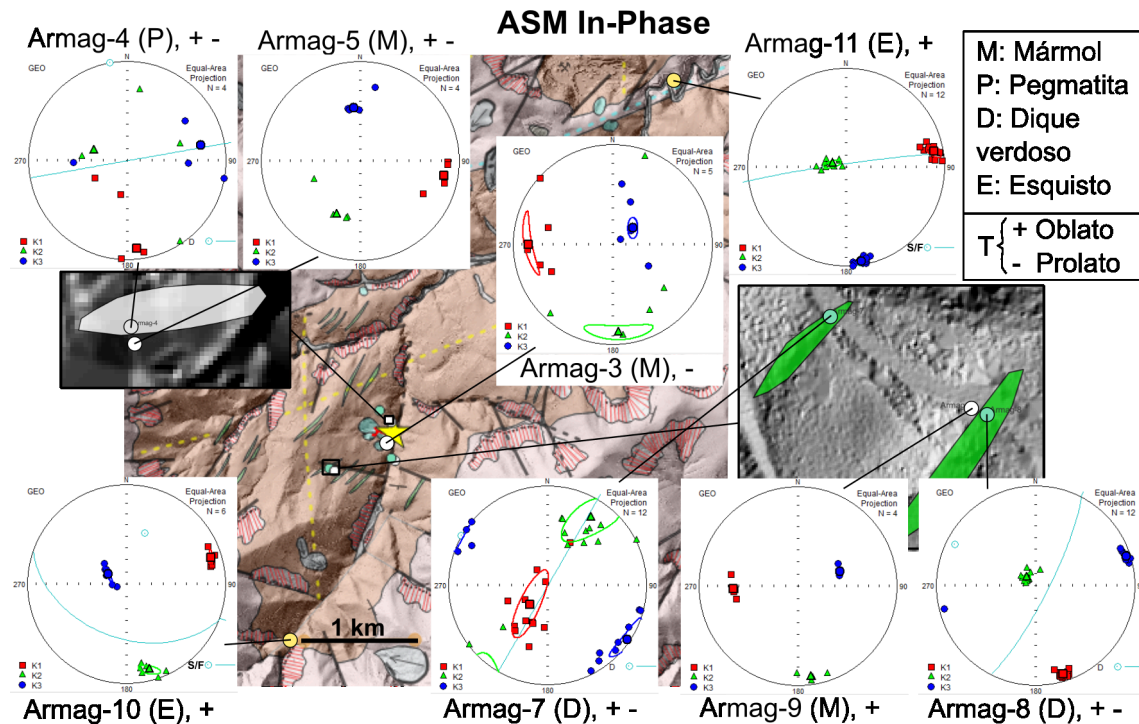 ASM In-Phase
Armag-4 (P), + -
N
GEO
Equal-Area
Projection
N = 4
270
90
K1
K2
K3
D
180
Armag-5 (M), + -
N
GEO
Equal-Area
Projection
N = 4
270
90
K1
K2
K3
180
N
GEO
Equal-Area
Projection
N = 5
270
90
K1
K2
K3
180
Armag-3 (M), -
Armag-11 (E), +
N
GEO
Equal-Area
Projection
N = 12
270
90
K1
K2
K3
S/F
180
M: Mármol
P: Pegmatita
D: Dique
verdoso
E: Esquisto
T { + Oblato
- Prolato
1 km
N
GEO
Equal-Area
Projection
N = 6
270
90
K1
K2
K3
S/F
180
Armag-10 (E), +
N
GEO
Equal-Area
Projection
N = 12
270
90
K1
K2
K3
D
180
Armag-7 (D), + -
N
GEO
Equal-Area
Projection
N = 4
270
90
K1
K2
K3
180
Armag-9 (M), +
N
GEO
Equal-Area
Projection
N = 12
270
90
K1
K2
K3
D
180
Armag-8 (D), + -